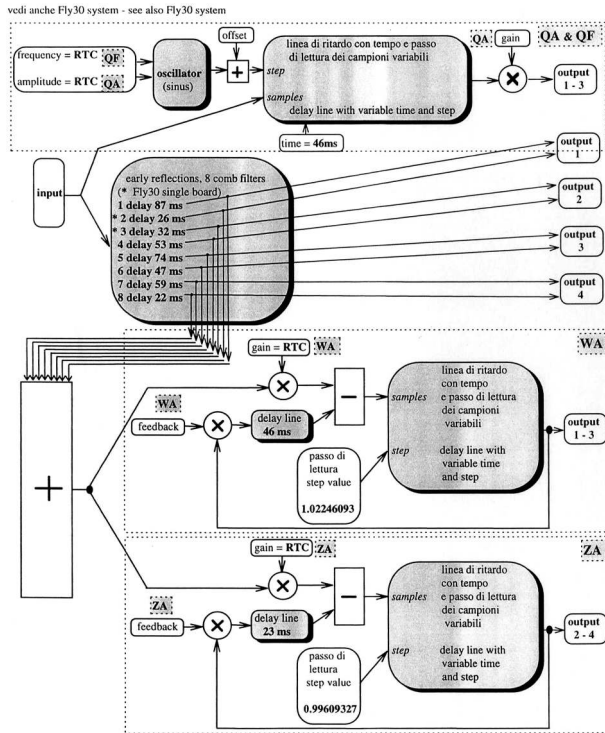 vedi anche Fly30 system - see also Fly30 system
offset
frequency = RTC QF
amplitude = RTC QA
oscillator
(sinus)
+
step
samples
linea di ritardo con tempo e passo
di lettura dei campioni variabili
delay line with variable time and step
time = 46ms
QA
gain
×
QA & QF
output
1 - 3
input
early reflections, 8 comb filters
(* Fly30 single board)
1 delay 87 ms
* 2 delay 26 ms
* 3 delay 32 ms
4 delay 53 ms
5 delay 74 ms
6 delay 47 ms
7 delay 59 ms
8 delay 22 ms
output
1
output
2
output
3
output
4
+
gain = RTC WA
×
WA
feedback
×
delay line
46 ms
−
samples
step
linea di ritardo
con tempo
e passo di lettura
dei campioni
variabili
delay line with
variable time
and step
passo di
lettura
step value
1.02246093
WA
output
1 - 3
gain = RTC ZA
×
ZA
feedback
×
delay line
23 ms
−
samples
step
linea di ritardo
con tempo
e passo di lettura
dei campioni
variabili
delay line with
variable time
and step
passo di
lettura
step value
0.99609327
ZA
output
2 - 4